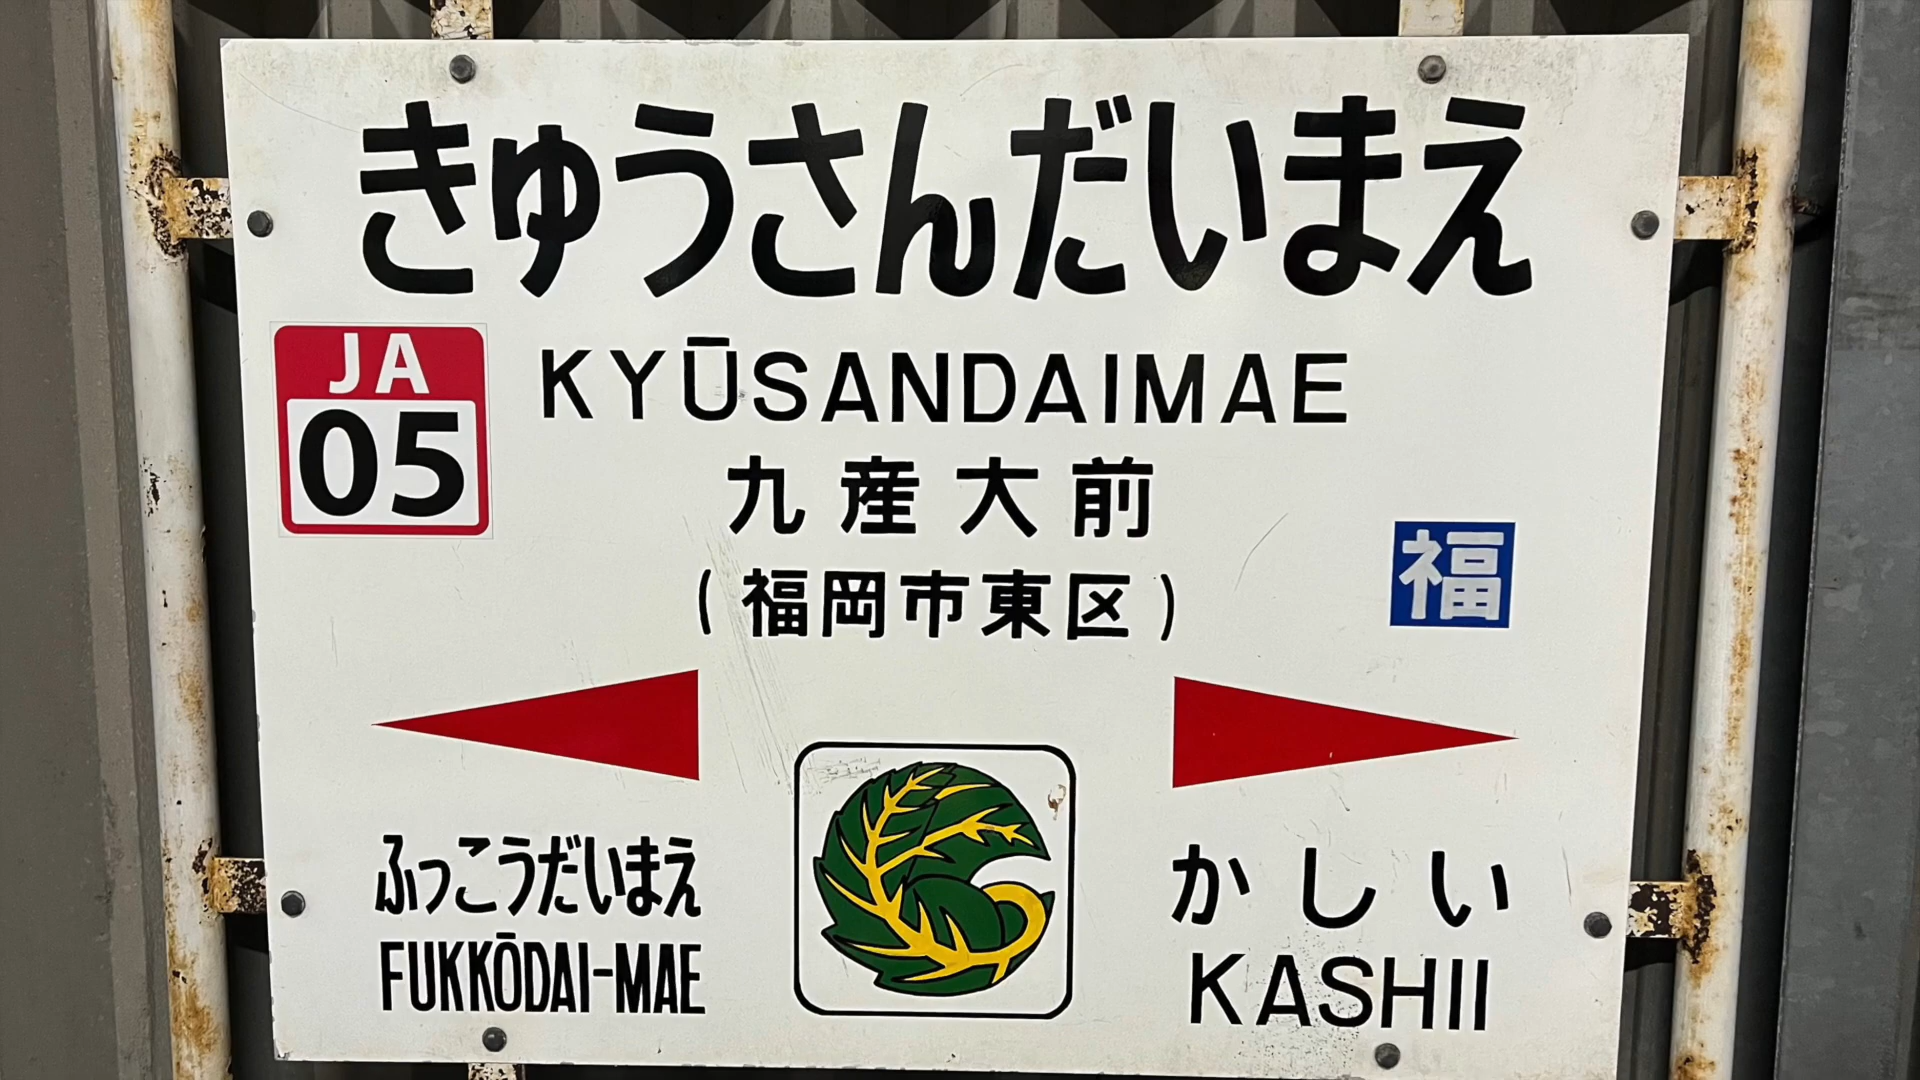 きゅうさんだいまえ
JA
05
KYŪSANDAIMAE
九産大前
(福岡市東区)
福
ふっこうだいまえ
FUKKŌDAI-MAE
かしい
KASHII